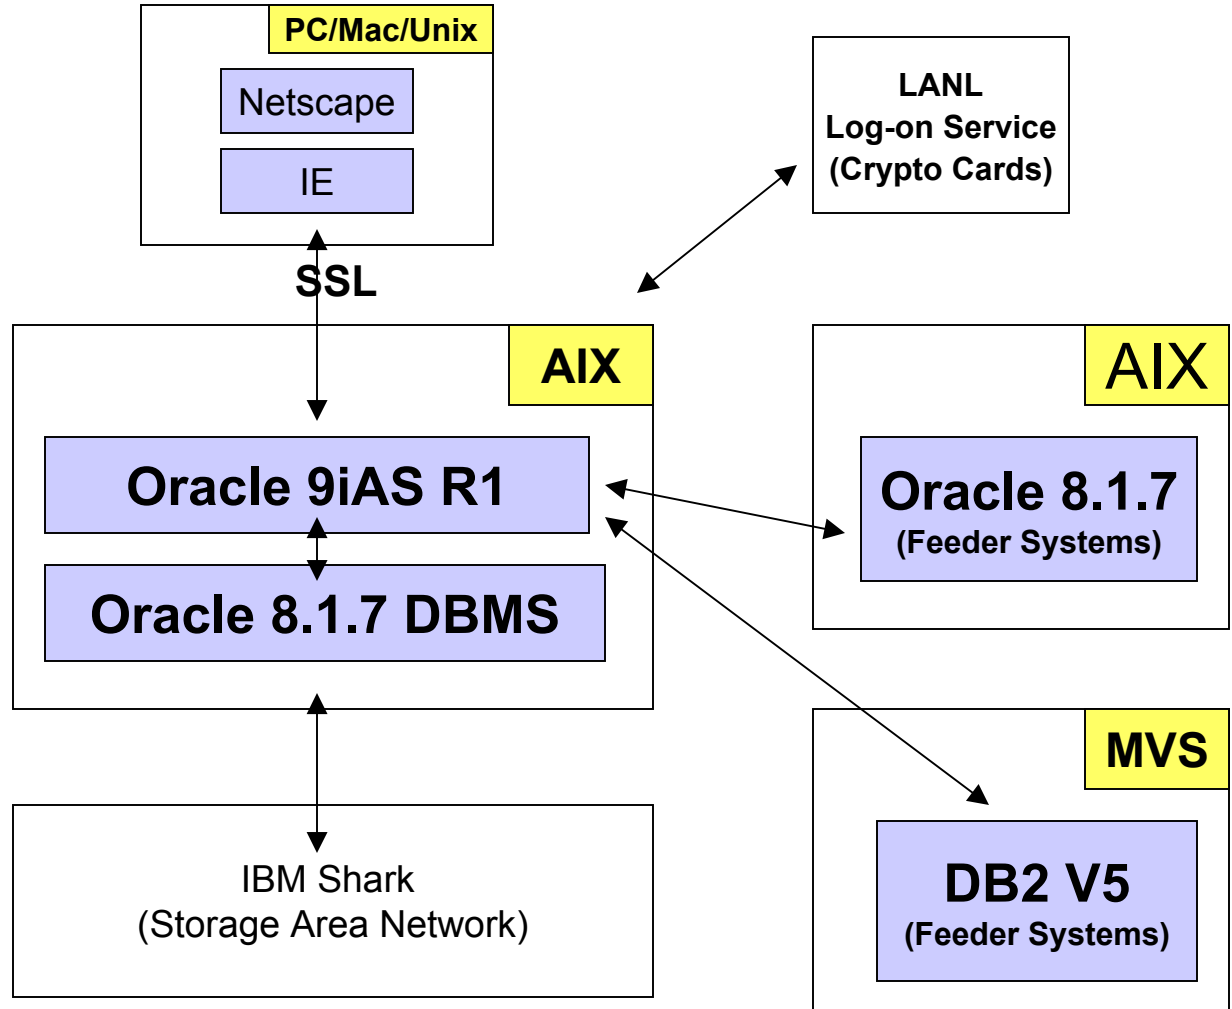 PC/Mac/Unix
Netscape
IE
SSL
LANL
Log-on Service
(Crypto Cards)
AIX
Oracle 9iAS R1
Oracle 8.1.7 DBMS
AIX
Oracle 8.1.7
(Feeder Systems)
IBM Shark
(Storage Area Network)
MVS
DB2 V5
(Feeder Systems)